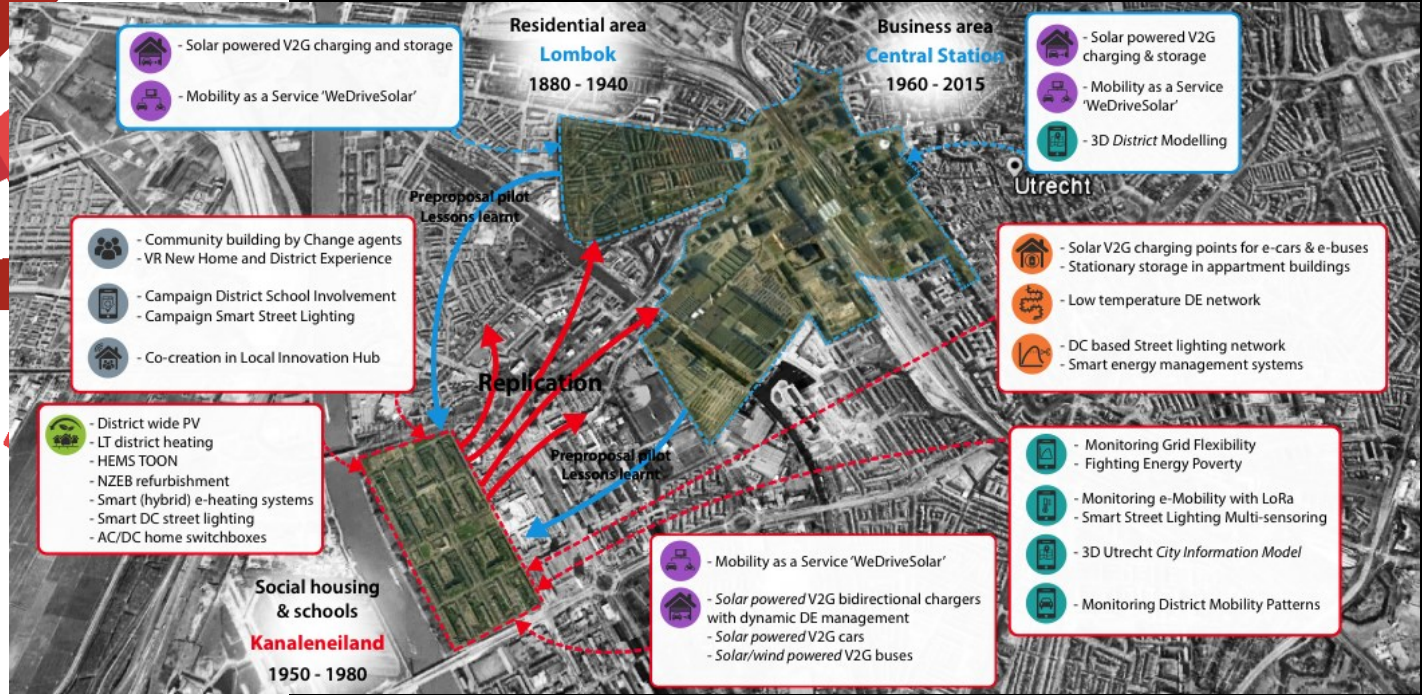 - Solar powered V2G charging and storage
- Mobility as a Service ‘WeDriveSolar’
Residential area
Lombok
1880 - 1940
Business area
Central Station
1960 - 2015
- Solar powered V2G
charging & storage
- Mobility as a Service
‘WeDriveSolar’
- 3D District Modelling
Utrecht
Preproposal pilot
Lessons learnt
- Community building by Change agents
- VR New Home and District Experience
- Campaign District School Involvement
- Campaign Smart Street Lighting
- Co-creation in Local Innovation Hub
- Solar V2G charging points for e-cars & e-buses
- Stationary storage in appartment buildings
- Low temperature DE network
- DC based Street lighting network
- Smart energy management systems
Replication
- District wide PV
- LT district heating
- HEMS TOON
- NZEB refurbishment
- Smart (hybrid) e-heating systems
- Smart DC street lighting
- AC/DC home switchboxes
Preproposal pilot
Lessons learnt
- Monitoring Grid Flexibility
- Fighting Energy Poverty
- Monitoring e-Mobility with LoRa
- Smart Street Lighting Multi-sensoring
- 3D Utrecht City Information Model
- Monitoring District Mobility Patterns
Social housing
& schools
Kanaleneiland
1950 - 1980
- Mobility as a Service ‘WeDriveSolar’
- Solar powered V2G bidirectional chargers
with dynamic DE management
- Solar powered V2G cars
- Solar/wind powered V2G buses